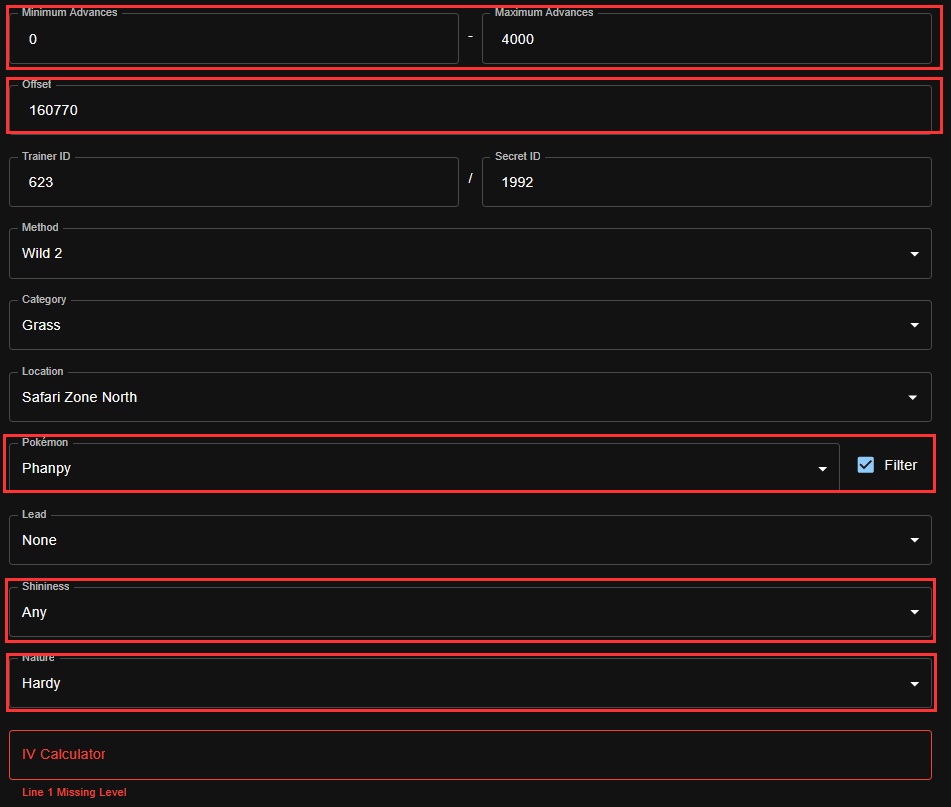 Minimum Advances
Maximum Advances
0 - 4000
Offset
160770
Trainer ID
Secret ID
623 / 1992
Method
Wild 2
Category
Grass
Location
Safari Zone North
Pokémon
Phanpy
Filter
Lead
None
Shininess
Any
Nature
Hardy
IV Calculator
Line 1 Missing Level